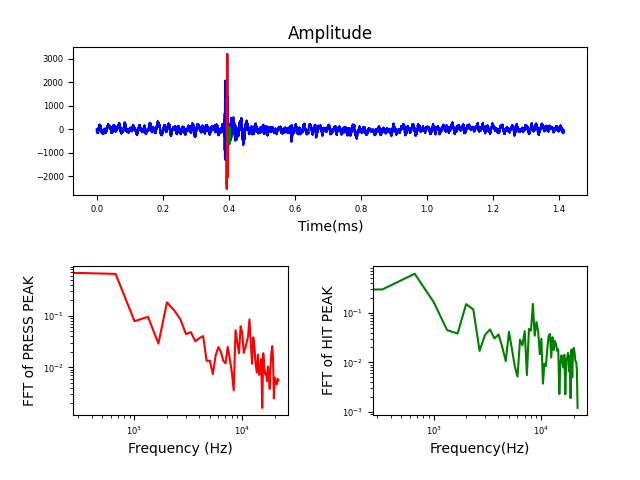 Amplitude
3000
2000
1000
0
−1000
−2000
0.0 0.2 0.4 0.6 0.8 1.0 1.2 1.4
Time(ms)
FFT of PRESS PEAK
10⁻¹
10⁻²
10³ 10⁴
Frequency (Hz)
FFT of HIT PEAK
10⁻¹
10⁻²
10⁻³
10³ 10⁴
Frequency(Hz)